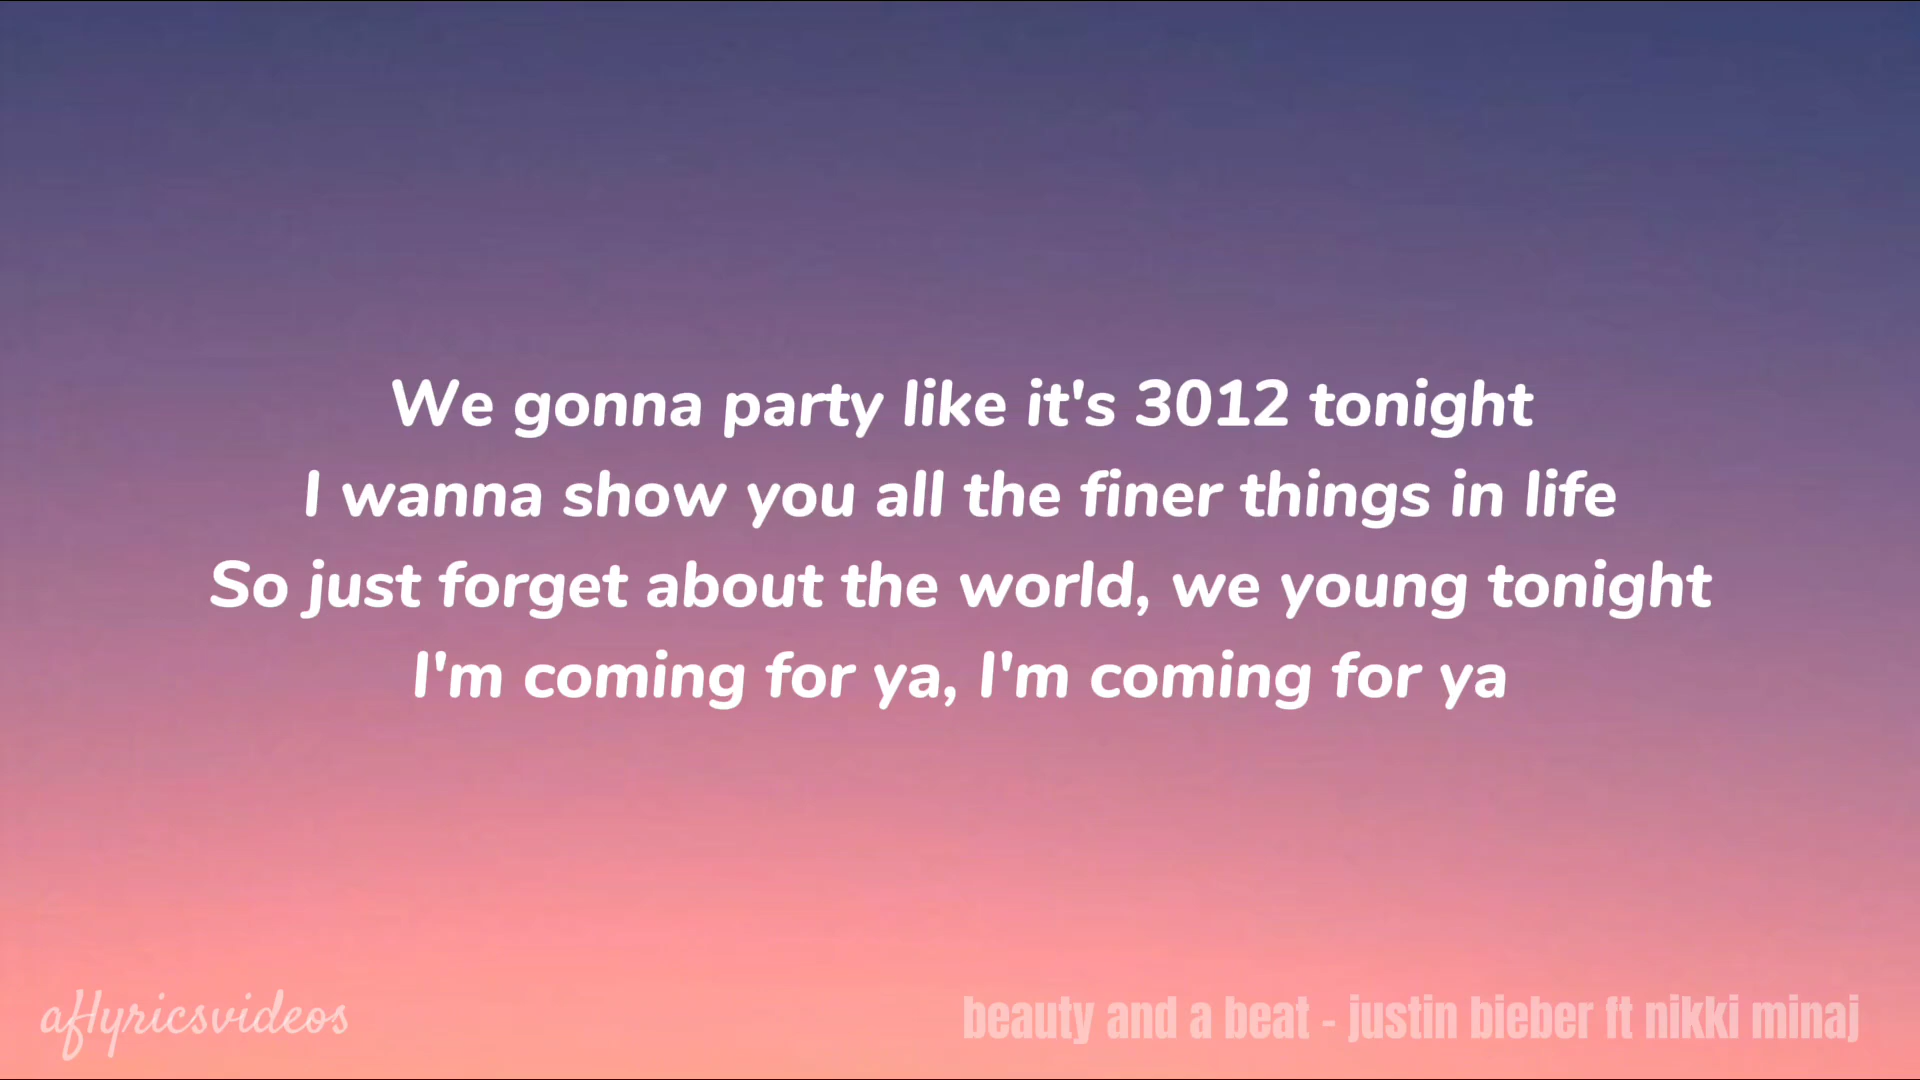 We gonna party like it's 3012 tonight
I wanna show you all the finer things in life
So just forget about the world, we young tonight
I'm coming for ya, I'm coming for ya
aflyricsvideos
beauty and a beat - justin bieber ft nikki minaj